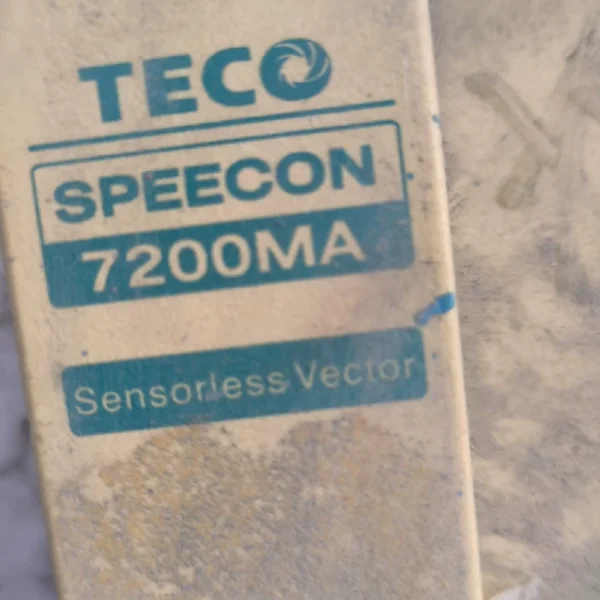 TECO
SPEECON
7200MA
Sensorless Vector